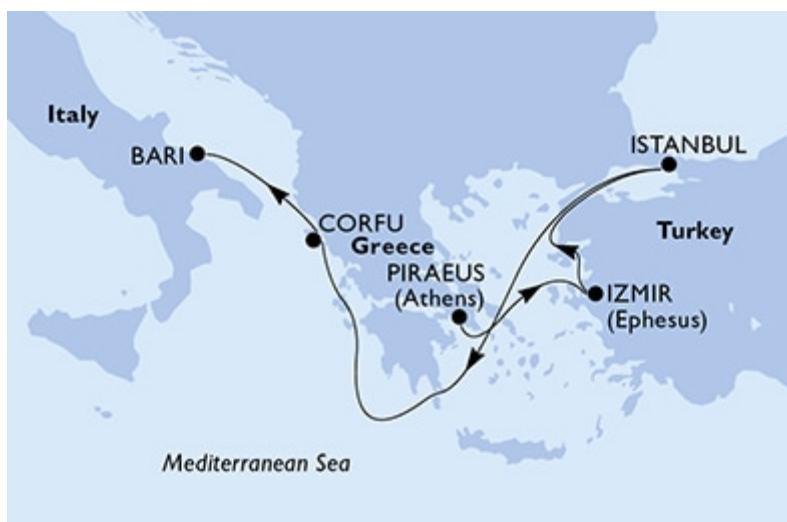 Italy
BARI
ISTANBUL
CORFU
Greece
Turkey
PIRAEUS
(Athens)
IZMIR
(Ephesus)
Mediterranean Sea